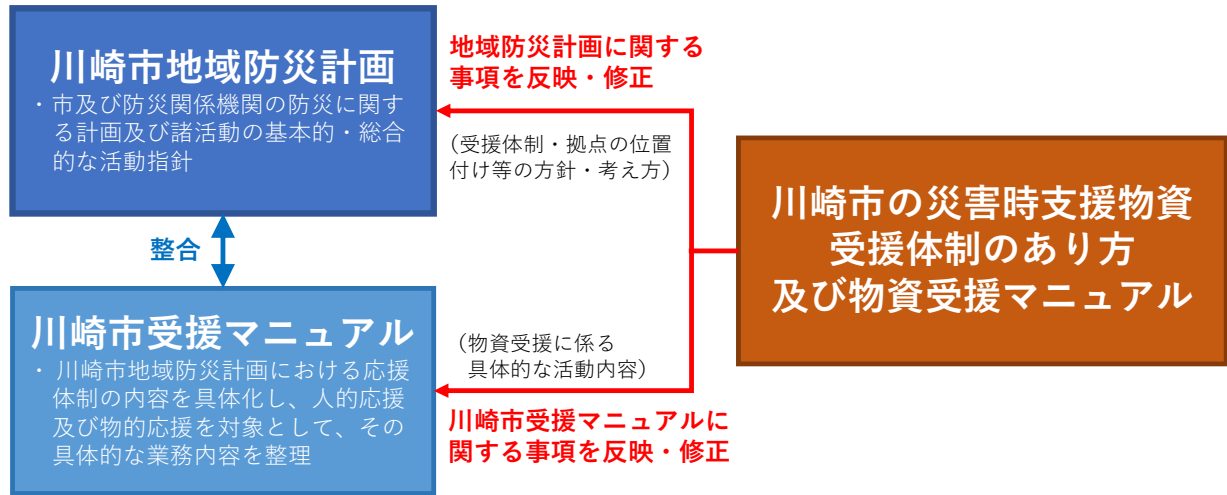 川崎市地域防災計画
・市及び防災関係機関の防災に関す
る計画及び諸活動の基本的・総合
的な活動指針
地域防災計画に関する
事項を反映・修正
（受援体制・拠点の位置
付け等の方針・考え方）
整合
川崎市の災害時支援物資
受援体制のあり方
及び物資受援マニュアル
川崎市受援マニュアル
・ 川崎市地域防災計画における応援
体制の内容を具体化し、人的応援
及び物的応援を対象として、その
具体的な業務内容を整理
（物資受援に係る
具体的な活動内容）
川崎市受援マニュアルに
関する事項を反映・修正